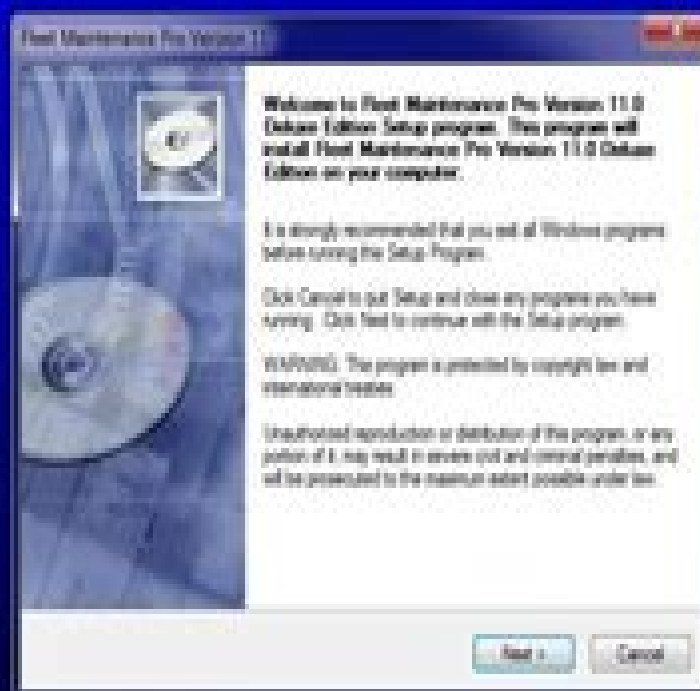 Fleet Maintenance Pro Version 11
Welcome to Fleet Maintenance Pro Version 11.0
Deluxe Edition Setup program. This program will
install Fleet Maintenance Pro Version 11.0 Deluxe
Edition on your computer.
It is strongly recommended that you exit all Windows programs
before running this Setup Program.
Click Cancel to quit Setup and close any programs you have
running. Click Next to continue with the Setup program.
WARNING: This program is protected by copyright law and
international treaties.
Unauthorized reproduction or distribution of this program, or any
portion of it, may result in severe civil and criminal penalties, and
will be prosecuted to the maximum extent possible under law.
Next >
Cancel